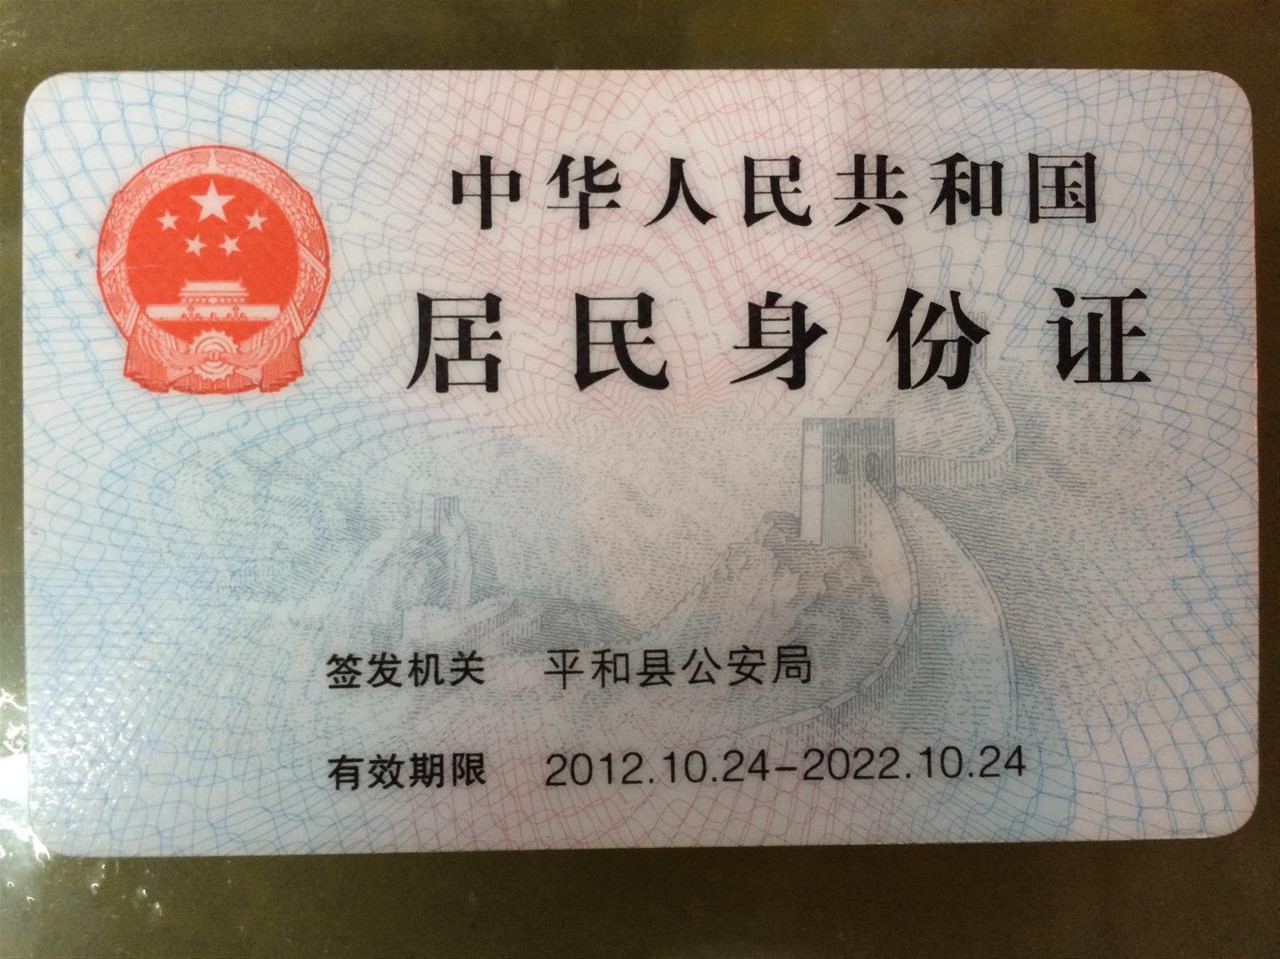 中华人民共和国
居民身份证
签发机关 平和县公安局
有效期限 2012.10.24-2022.10.24